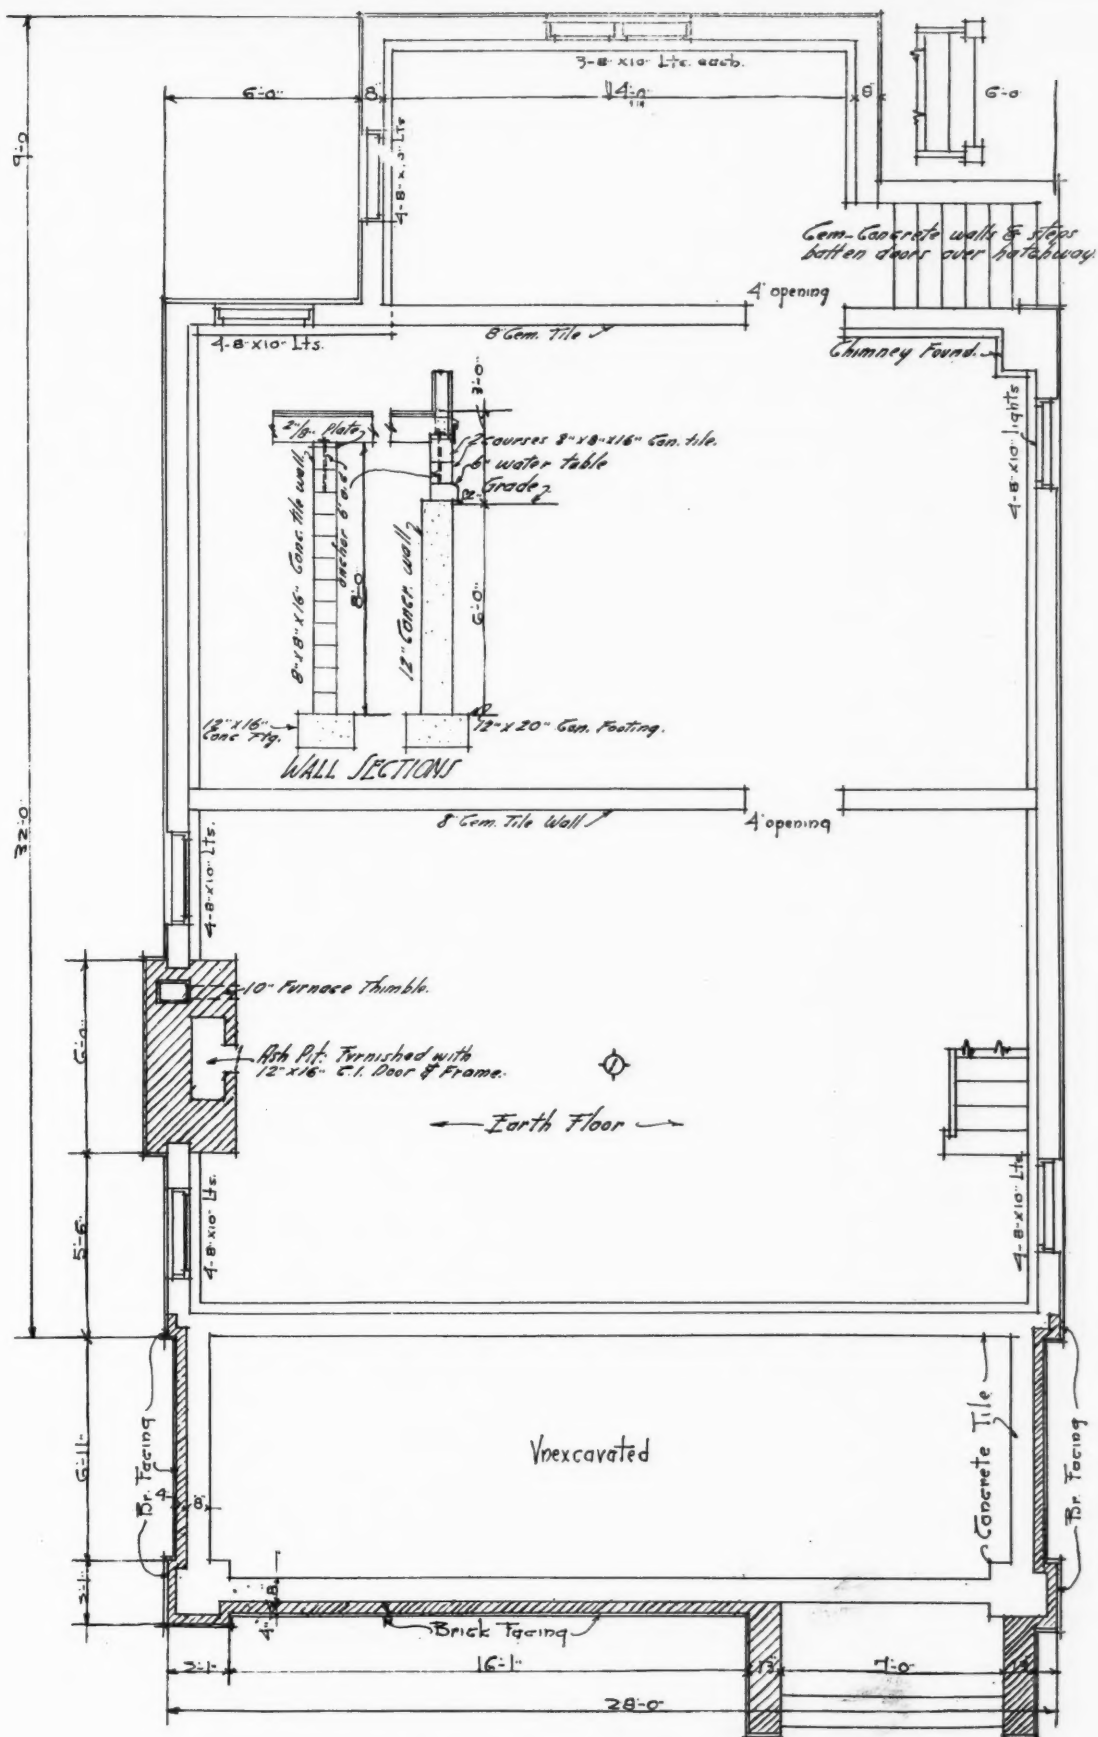 3-8"x10" Lts. each.
6'-0"
8"
14'-0"
8"
6'-0"
9'-0
Cem-Concrete walls & steps
batten doors over hatchway.
4' opening
4-8"x10" Lts.
8" Cem. Tile
Chimney Found.
4-8"x10" lights
3'-0"
2"/8" Plate
2 courses 8"x8"x16" Con. tile.
6" water table
Grade
8"x8"x16" Conc. tile wall
anchor 6' o.c.
8'-0
12" Concr. wall
6'-0"
12"x16"
Conc Ftg.
12"x20" Con. Footing.
WALL SECTIONS
32'-0
8" Cem. Tile Wall
4' opening
4-8"x10" Lts.
10" Furnace Thimble.
6'-0"
Ash Pit: Furnished with
12"x16" C.I. Door & Frame.
Earth Floor
4-8"x10" Lts.
4-8"x10" Lts.
5'-6"
6'-11"
Br. Facing
4
8"
Unexcavated
Concrete Tile
Br. Facing
2'-1"
8"
4"
Brick Facing
2'-1"
16'-1"
13"
7'-0
28'-0